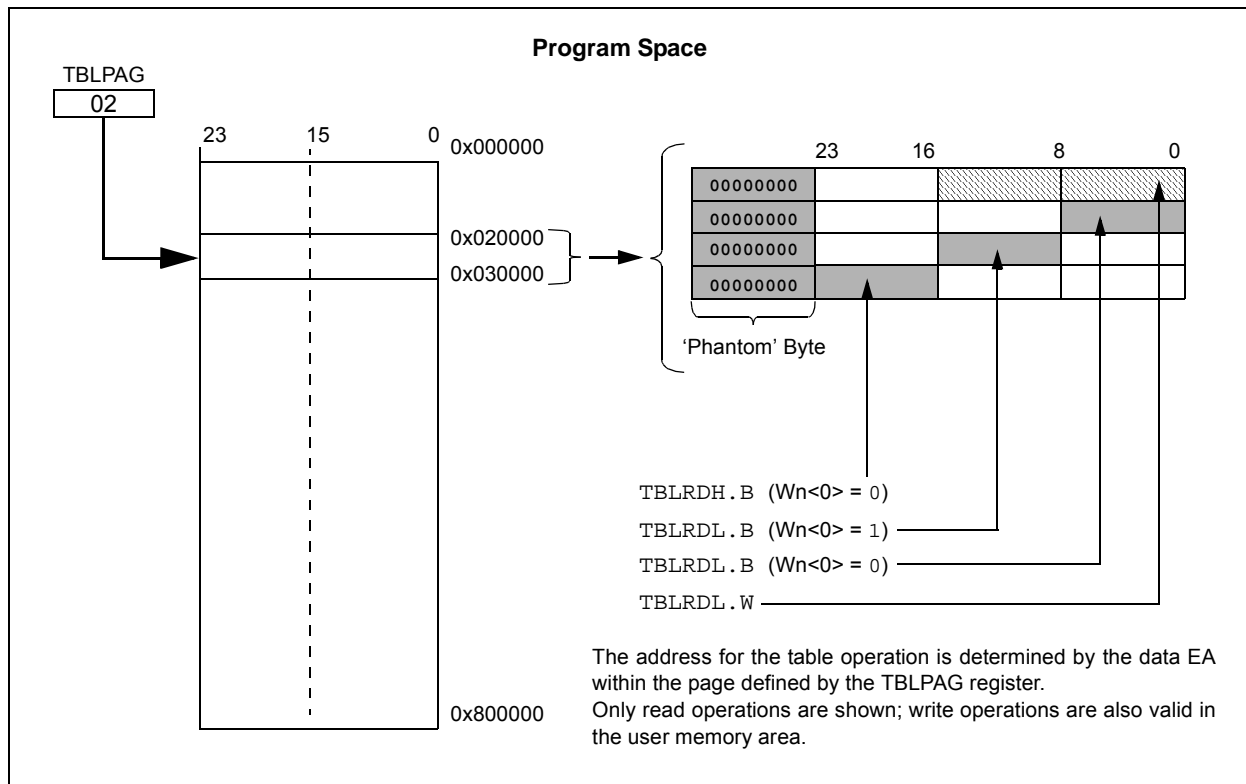 Program Space
TBLPAG
02
23 15 0
0x000000
0x020000
0x030000
0x800000
23 16 8 0
00000000
00000000
00000000
00000000
‘Phantom’ Byte
TBLRDH.B (Wn<0> = 0)
TBLRDL.B (Wn<0> = 1)
TBLRDL.B (Wn<0> = 0)
TBLRDL.W
The address for the table operation is determined by the data EA
within the page defined by the TBLPAG register.
Only read operations are shown; write operations are also valid in
the user memory area.